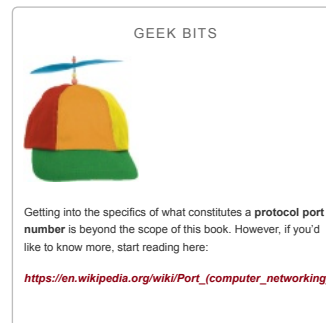 GEEK BITS
Getting into the specifics of what constitutes a protocol port
number is beyond the scope of this book. However, if you'd
like to know more, start reading here:
https://en.wikipedia.org/wiki/Port_(computer_networking)